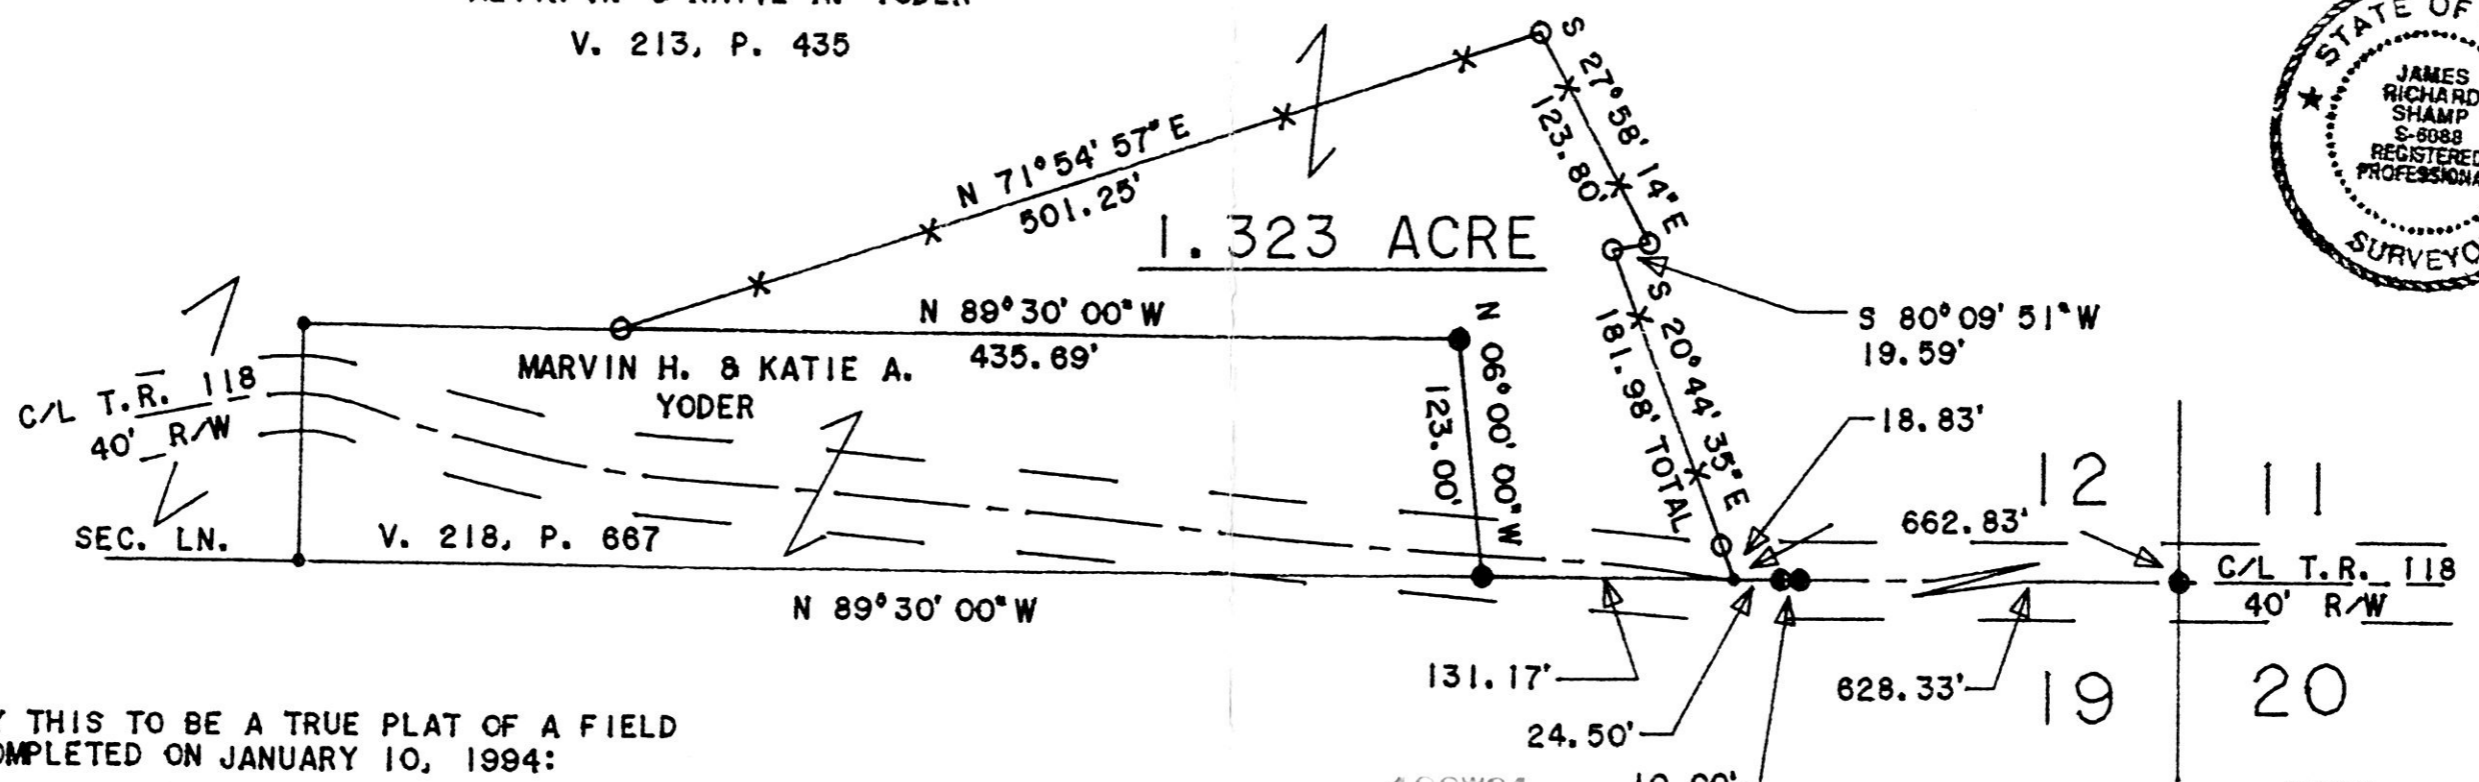 V. 213, P. 435
STATE OF
JAMES
RICHARD
SHAMP
S-6088
REGISTERED
SURVEYO
S 27° 58' 14" E
123.80'
N 71° 54' 57" E
501.25'
1.323 ACRE
N 89° 30' 00" W
435.69'
MARVIN H. & KATIE A.
YODER
C/L T.R. 118
40' R/W
SEC. LN.
V. 218, P. 667
N 06° 00' 00" W
123.00'
S 20° 44' 35" E
181.98' TOTAL
S 80° 09' 51" W
19.59'
18.83'
662.83'
12
11
C/L T.R. 118
40' R/W
N 89° 30' 00" W
131.17'
24.50'
628.33'
19
20
THIS TO BE A TRUE PLAT OF A FIELD
OMPLETED ON JANUARY 10, 1994: